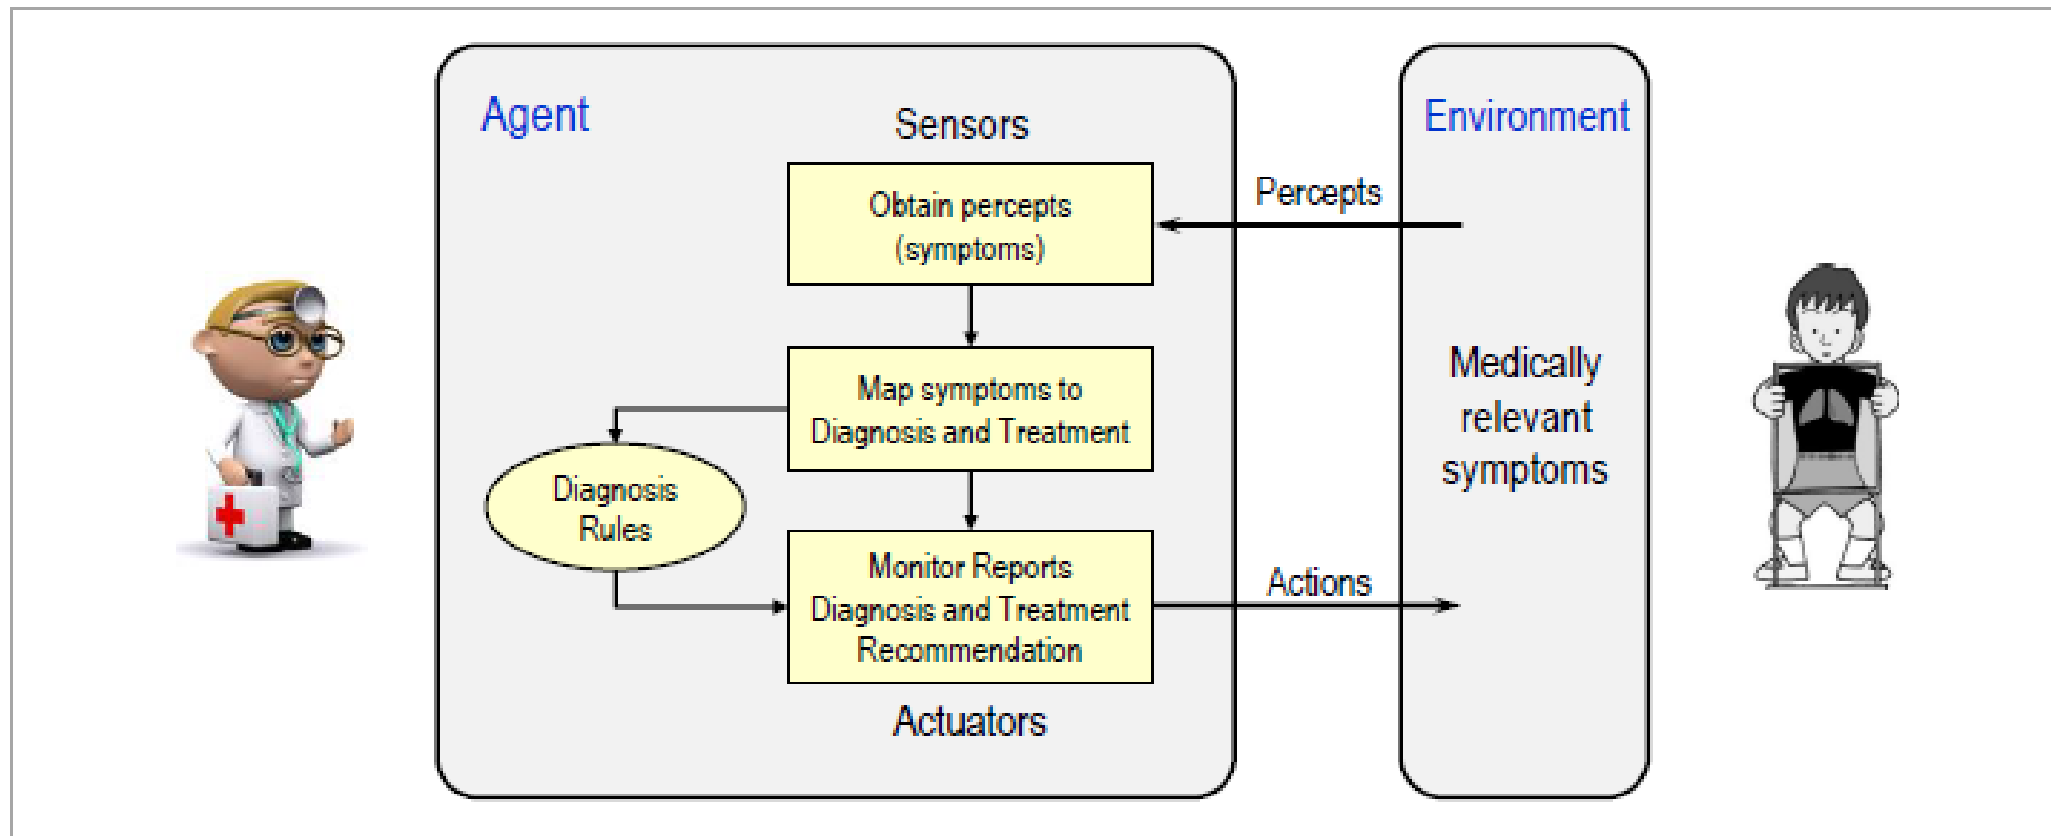 Agent
Sensors
Obtain percepts
(symptoms)
Map symptoms to
Diagnosis and Treatment
Diagnosis
Rules
Monitor Reports
Diagnosis and Treatment
Recommendation
Actuators
Percepts
Actions
Environment
Medically
relevant
symptoms